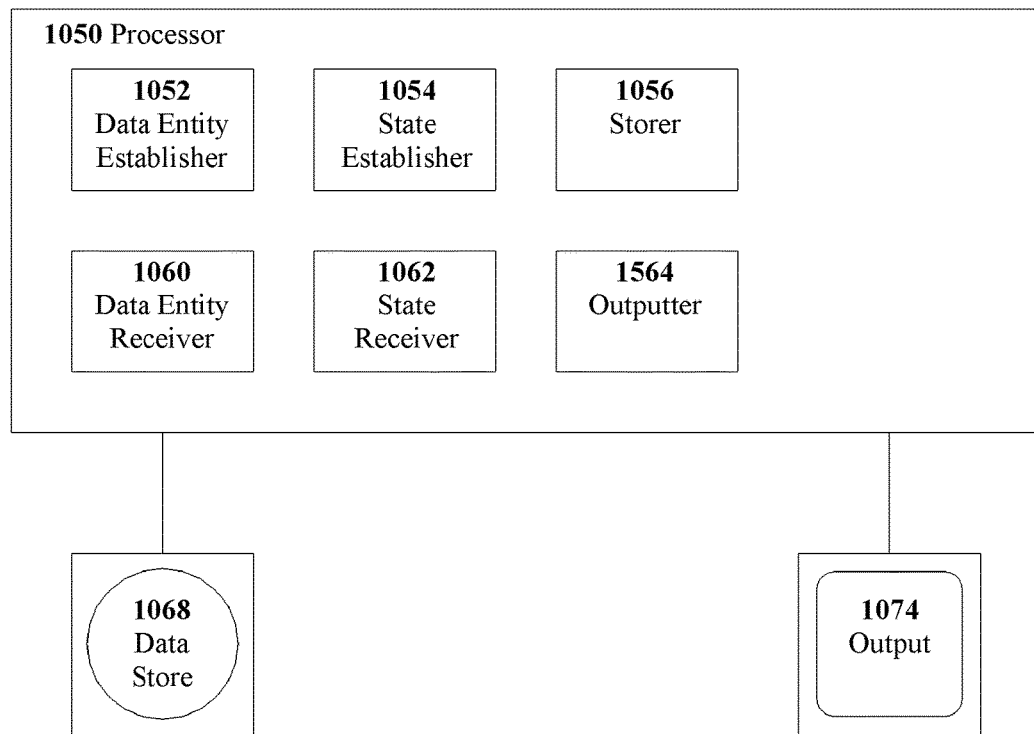 1050 Processor
1052
Data Entity
Establisher
1054
State
Establisher
1056
Storer
1060
Data Entity
Receiver
1062
State
Receiver
1564
Outputter
1068
Data
Store
1074
Output